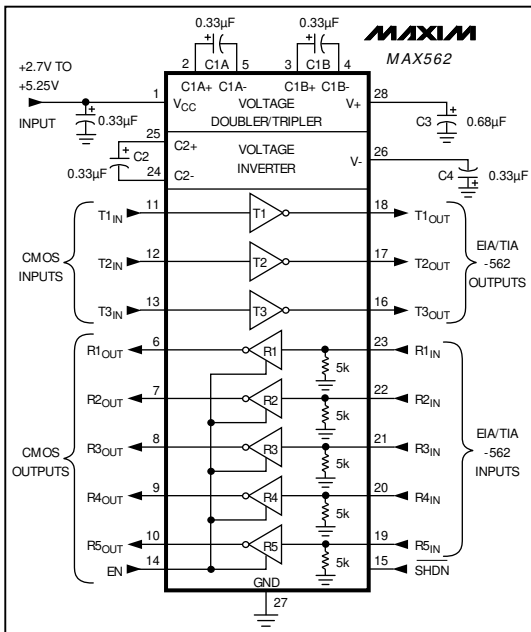 0.33µF 0.33µF
MAXIM
MAX562
2 C1A 5 3 C1B 4
+2.7V TO
+5.25V
INPUT
C1A+ C1A- C1B+ C1B-
1 VCC VOLTAGE DOUBLER/TRIPLER V+ 28
0.33µF
C3 0.68µF
25 C2+
C2
0.33µF
24 C2-
VOLTAGE
INVERTER
V- 26
C4 0.33µF
CMOS
INPUTS
T1IN 11 T1 18 T1OUT
T2IN 12 T2 17 T2OUT
T3IN 13 T3 16 T3OUT
EIA/TIA
-562
OUTPUTS
CMOS
OUTPUTS
R1OUT 6 R1 23 R1IN
5k
R2OUT 7 R2 22 R2IN
5k
R3OUT 8 R3 21 R3IN
5k
R4OUT 9 R4 20 R4IN
5k
R5OUT 10 R5 19 R5IN
5k
EIA/TIA
-562
INPUTS
EN 14 15 SHDN
GND
27